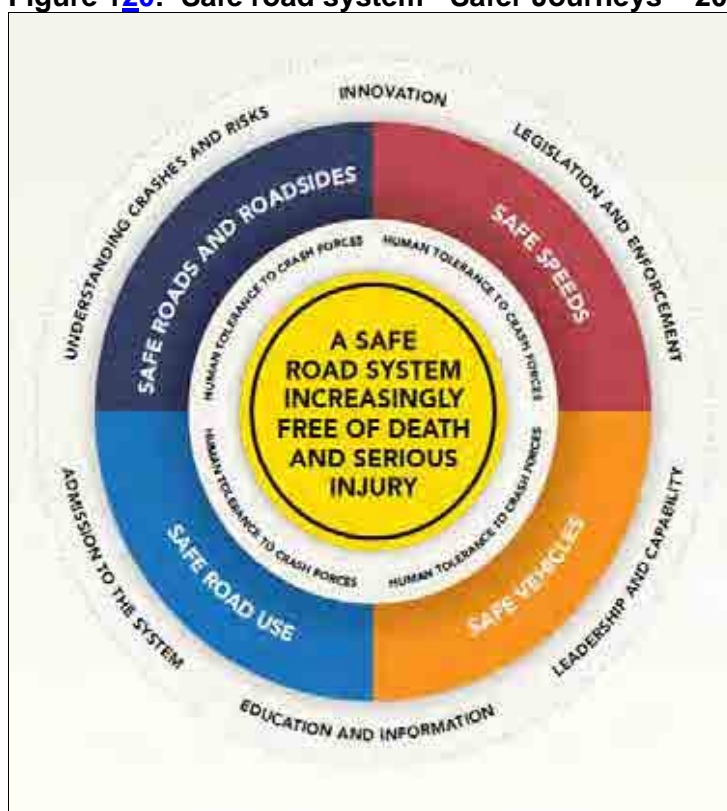 Safe road system Safer Journeys 20
INNOVATION
UNDERSTANDING CRASHES AND RISKS
LEGISLATION AND ENFORCEMENT
SAFE ROADS AND ROADSIDES
SAFE SPEEDS
HUMAN TOLERANCE TO CRASH FORCES
HUMAN TOLERANCE TO CRASH FORCES
A SAFE
ROAD SYSTEM
INCREASINGLY
FREE OF DEATH
AND SERIOUS
INJURY
HUMAN TOLERANCE TO CRASH FORCES
HUMAN TOLERANCE TO CRASH FORCES
SAFE ROAD USE
SAFE VEHICLES
ADMISSION TO THE SYSTEM
LEADERSHIP AND CAPABILITY
EDUCATION AND INFORMATION